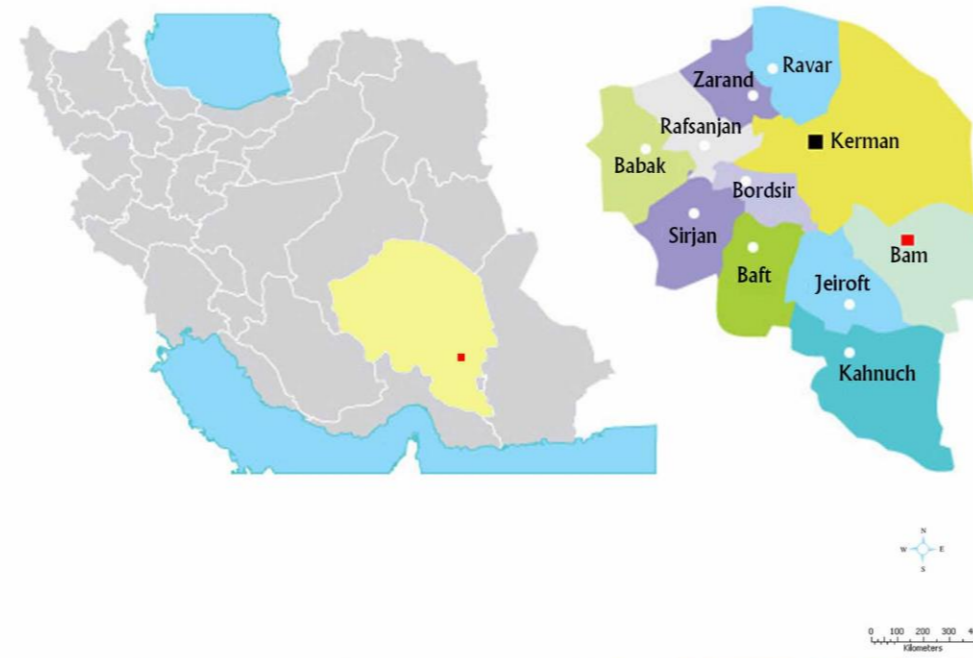 Ravar
Zarand
Rafsanjan
Kerman
Babak
Bordsir
Sirjan
Bam
Baft
Jeiroft
Kahnuch
N
W E
S
0 100 200 300
Kilometers